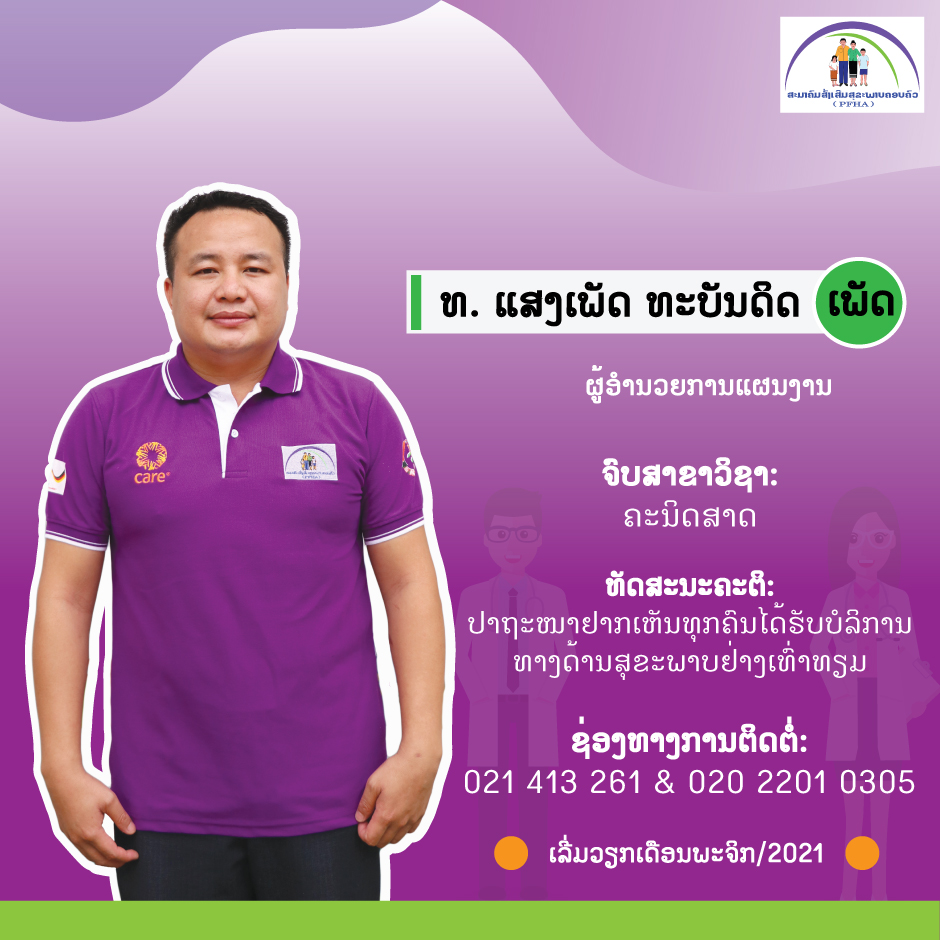 ສະມາຄົມສົ່ງເສີມສຸຂະພາບຄອບຄົວ
( PFHA )
ທ. ແສງເພັດ ທະບັນດິດ ເພັດ
ຜູ້ອຳນວຍການແຜນງານ
care®
ຈົບສາຂາວິຊາ:
ຄະນິດສາດ
ທັດສະນະຄະຕິ:
ປາຖະໜາຢາກເຫັນທຸກຄົນໄດ້ຮັບບໍລິການ
ທາງດ້ານສຸຂະພາບຢ່າງເທົ່າທຽມ
ຊ່ອງທາງການຕິດຕໍ່:
021 413 261 & 020 2201 0305
ເລີ່ມວຽກເດືອນພະຈິກ/2021